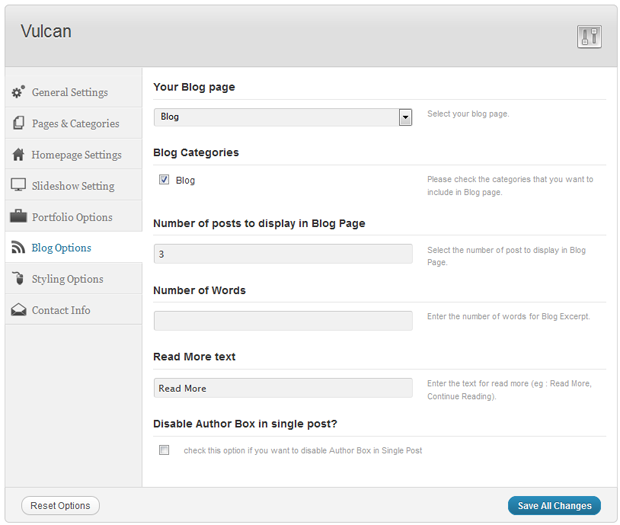 Vulcan
General Settings
Pages & Categories
Homepage Settings
Slideshow Setting
Portfolio Options
Blog Options
Styling Options
Contact Info
Your Blog page
Blog
Select your blog page.
Blog Categories
Blog
Please check the categories that you want to
include in Blog page.
Number of posts to display in Blog Page
3
Select the number of post to display in Blog
Page.
Number of Words
Enter the number of words for Blog Excerpt.
Read More text
Read More
Enter the text for read more (eg : Read More,
Continue Reading).
Disable Author Box in single post?
check this option if you want to disable Author Box in Single Post
Reset Options
Save All Changes